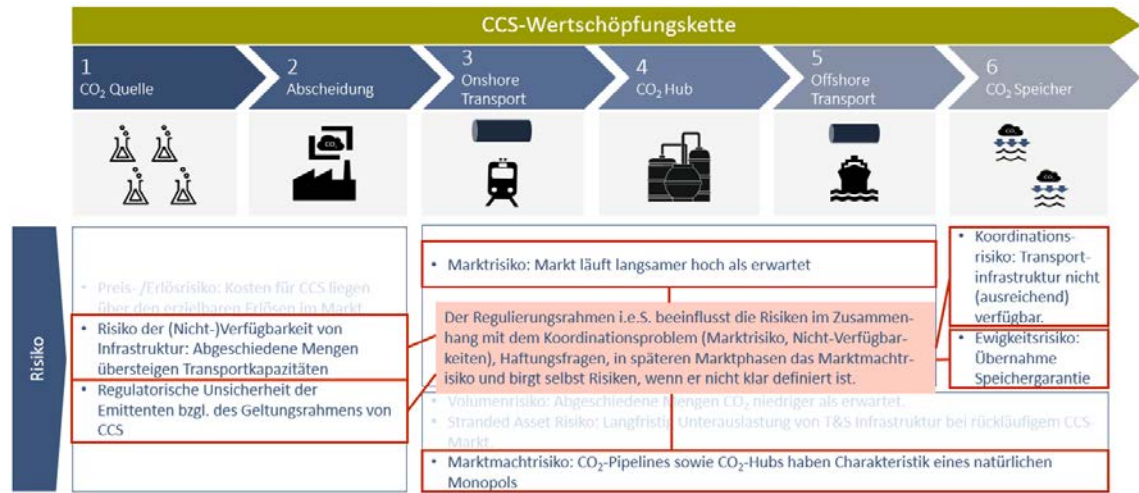 CCS-Wertschöpfungskette
1
CO₂ Quelle
2
Abscheidung
3
Onshore
Transport
4
CO₂ Hub
5
Offshore
Transport
6
CO₂ Speicher
CO₂
CO₂
CO₂
Risiko
• Preis- /Erlösrisiko: Kosten für CCS liegen
über den erzielbaren Erlösen im Markt
• Risiko der (Nicht-)Verfügbarkeit von
Infrastruktur: Abgeschiedene Mengen
übersteigen Transportkapazitäten
• Regulatorische Unsicherheit der
Emittenten bzgl. des Geltungsrahmens von
CCS
• Marktrisiko: Markt läuft langsamer hoch als erwartet
Der Regulierungsrahmen i.e.S. beeinflusst die Risiken im Zusammen-
hang mit dem Koordinationsproblem (Marktrisiko, Nicht-Verfügbar-
keiten), Haftungsfragen, in späteren Marktphasen das Marktmachtr-
isiko und birgt selbst Risiken, wenn er nicht klar definiert ist.
• Volumenrisiko: Abgeschiedene Mengen CO₂ niedriger als erwartet.
• Stranded Asset Risiko: Langfristig Unterauslastung von T&S Infrastruktur bei rückläufigem CCS-
Markt.
• Marktmachtrisiko: CO₂-Pipelines sowie CO₂-Hubs haben Charakteristik eines natürlichen
Monopols
• Koordinations-
risiko: Transport-
infrastruktur nicht
(ausreichend)
verfügbar.
• Ewigkeitsrisiko:
Übernahme
Speichergarantie